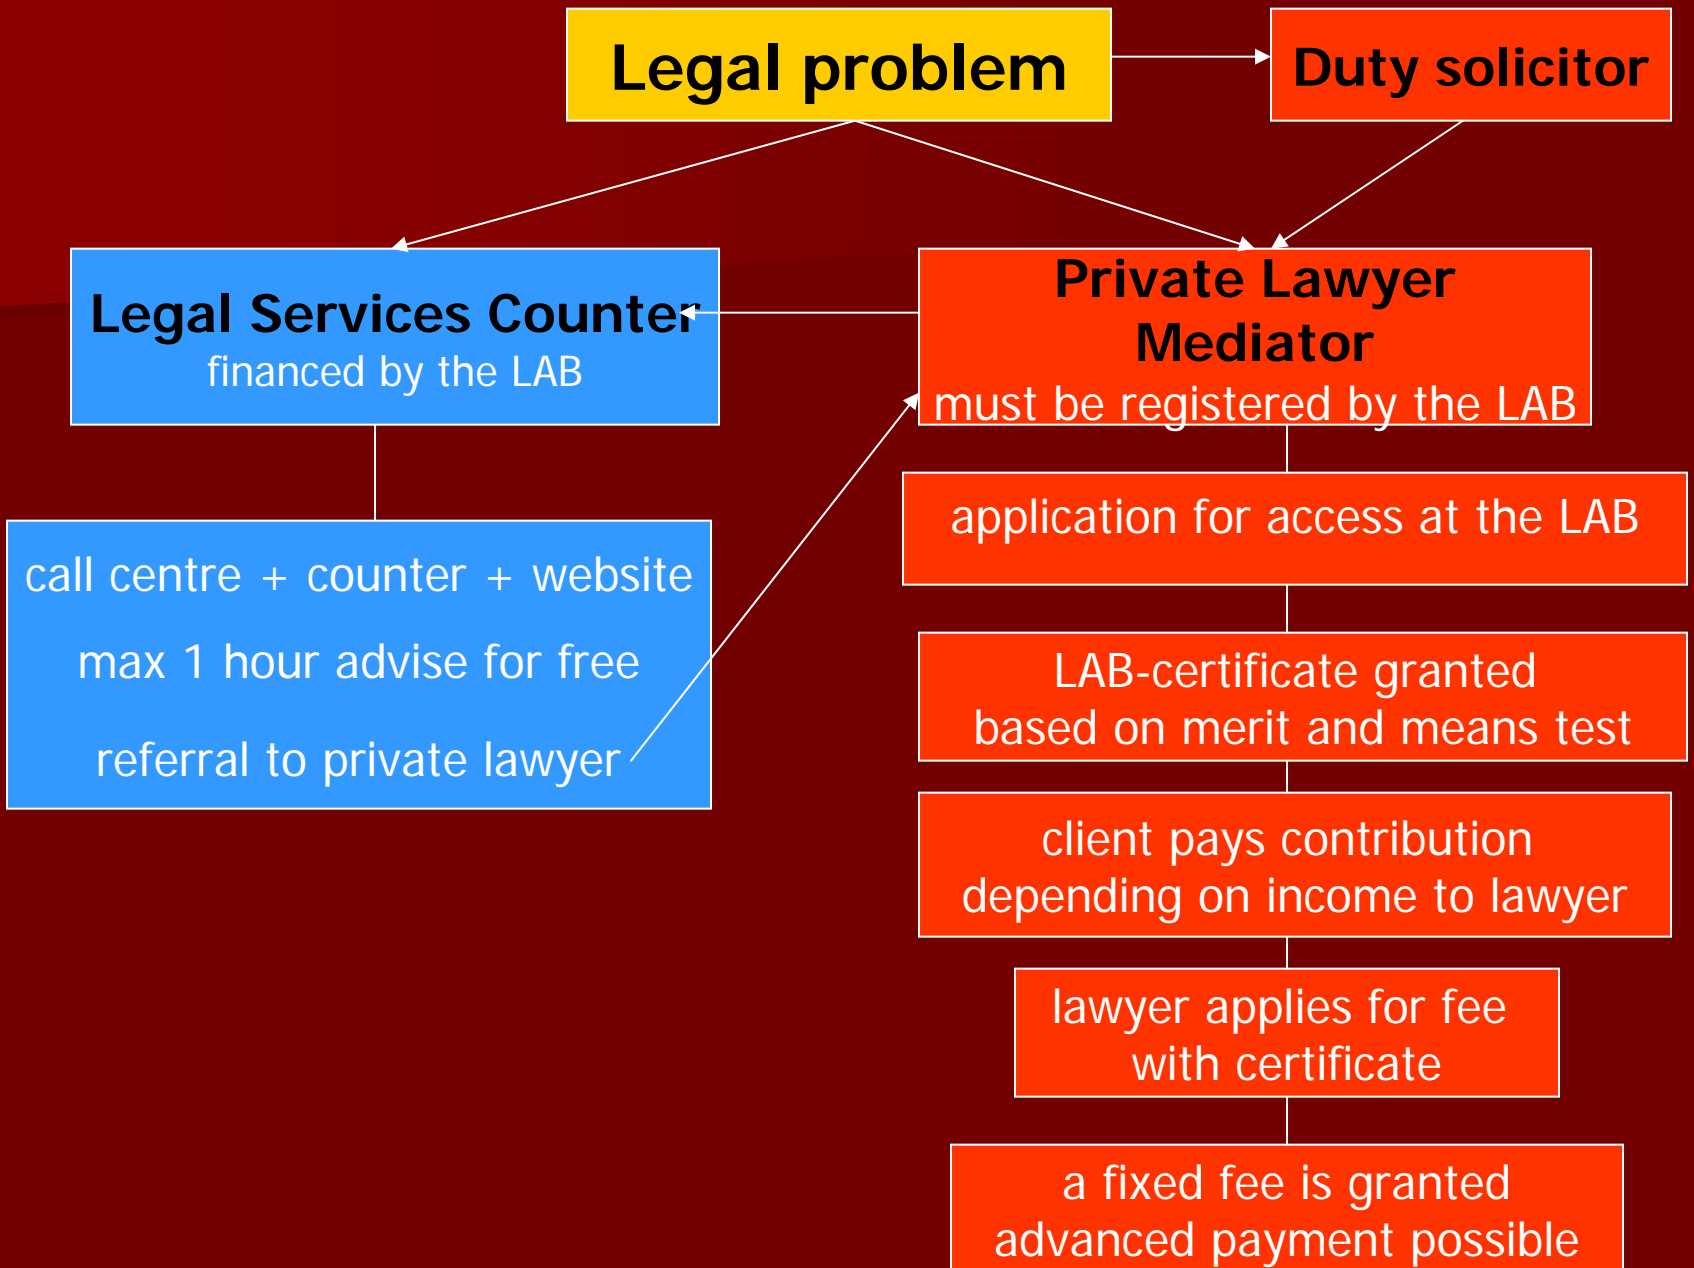 Legal problem
Duty solicitor
Legal Services Counter
financed by the LAB
Private Lawyer
Mediator
must be registered by the LAB
call centre + counter + website
max 1 hour advise for free
referral to private lawyer
application for access at the LAB
LAB-certificate granted
based on merit and means test
client pays contribution
depending on income to lawyer
lawyer applies for fee
with certificate
a fixed fee is granted
advanced payment possible